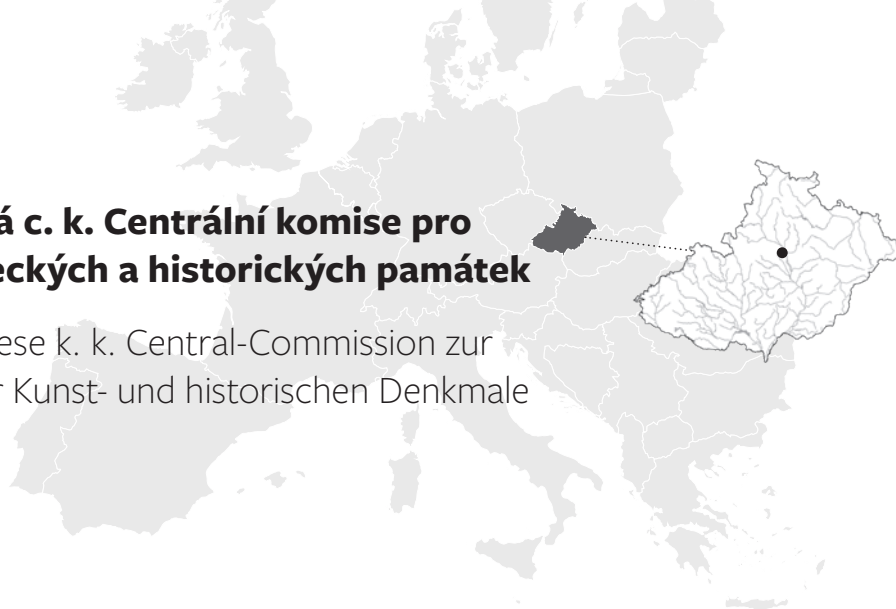 á c. k. Centrální komise pro
eckých a historických památek
ese k. k. Central-Commission zur
r Kunst- und historischen Denkmale